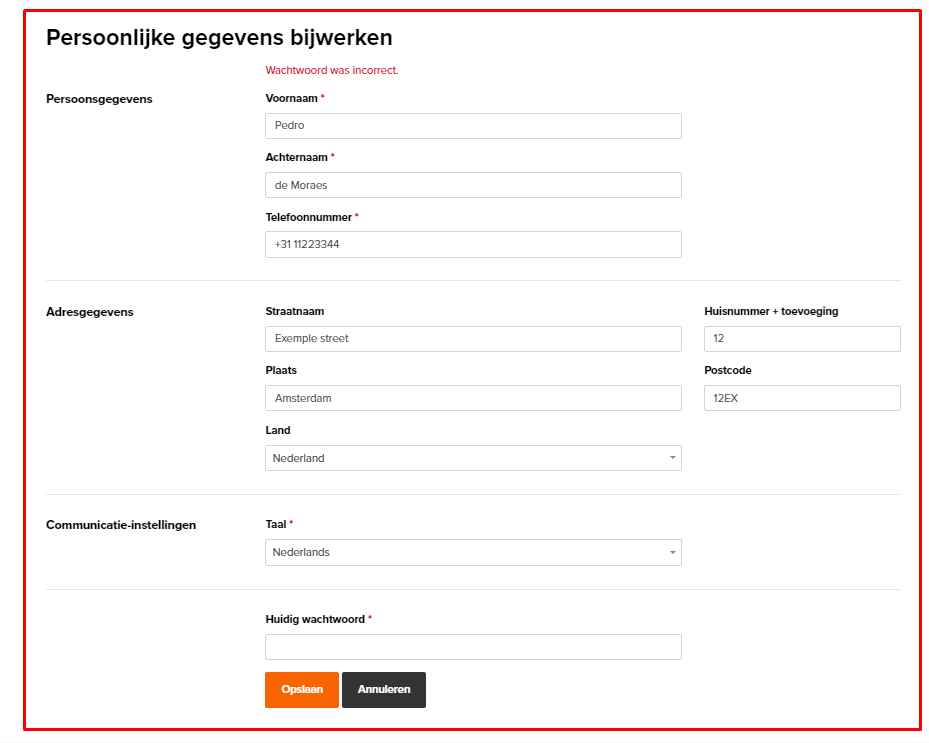 Persoonlijke gegevens bijwerken
Wachtwoord was incorrect.
Persoonsgegevens
Voornaam *
Pedro
Achternaam *
de Moraes
Telefoonnummer *
+31 11223344
Adresgegevens
Straatnaam
Huisnummer + toevoeging
Exemple street
12
Plaats
Postcode
Amsterdam
12EX
Land
Nederland
Communicatie-instellingen
Taal *
Nederlands
Huidig wachtwoord *
Opslaan
Annuleren